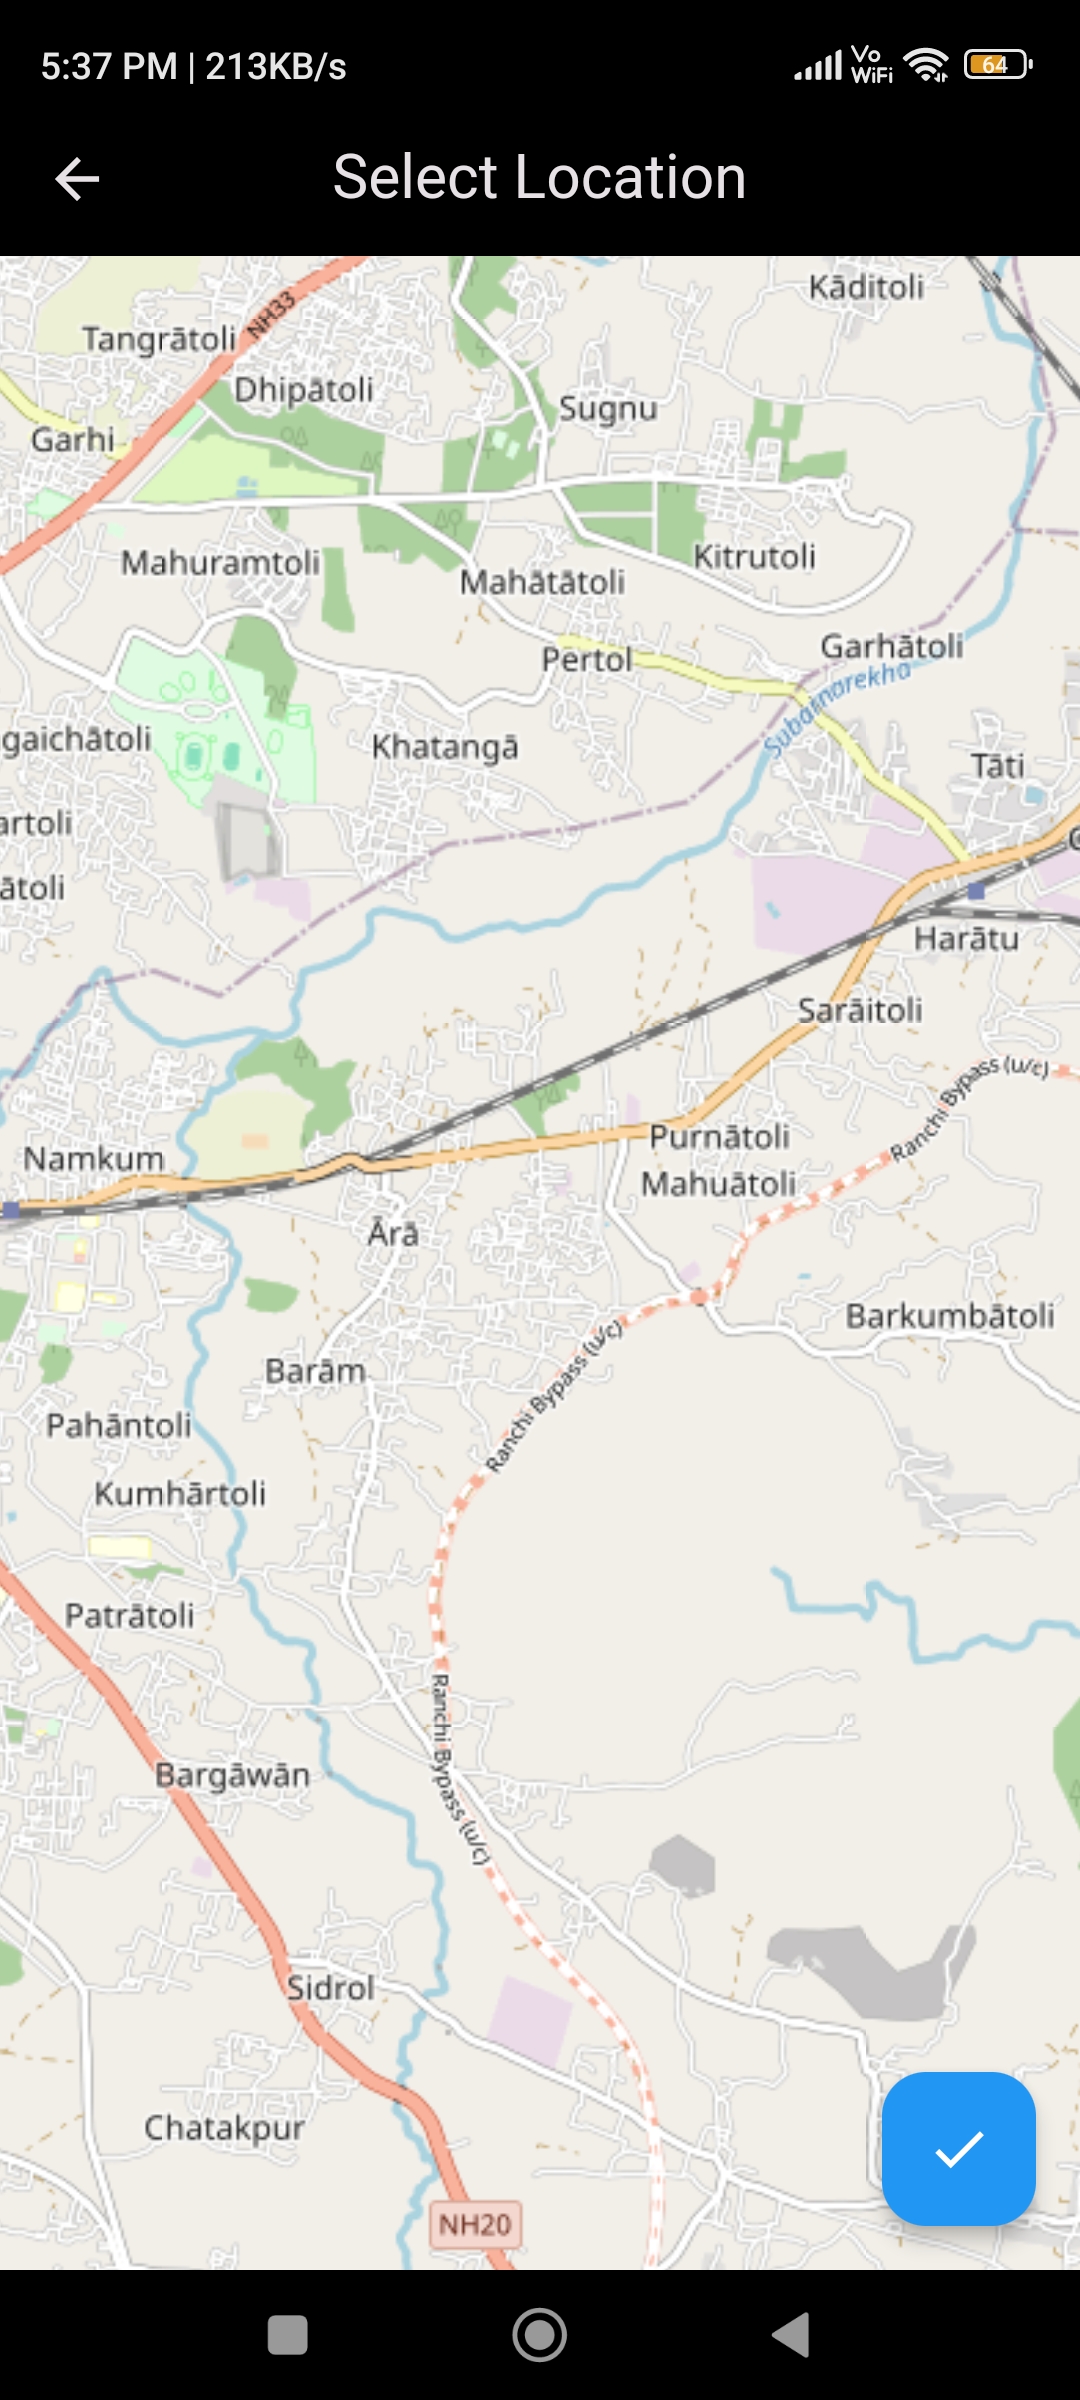 5:37 PM | 213KB/s
Vo
WiFi
64
Select Location
Kāditoli
NH33
Tangrātoli
Dhipātoli
Sugnu
Garhi
Mahuramtoli
Kitrutoli
Mahātātoli
Garhātoli
Pertol
Subarnarekha
gaichātoli
Khatangā
Tāti
artoli
ātoli
Harātu
Sarāitoli
Ranchi Bypass (u/c)
Purnātoli
Namkum
Mahuātoli
Ārā
Barkumbātoli
Ranchi Bypass (u/c)
Barām
Pahāntoli
Kumhārtoli
Patrātoli
Ranchi Bypass (u/c)
Bargāwān
Sidrol
Chatakpur
NH20